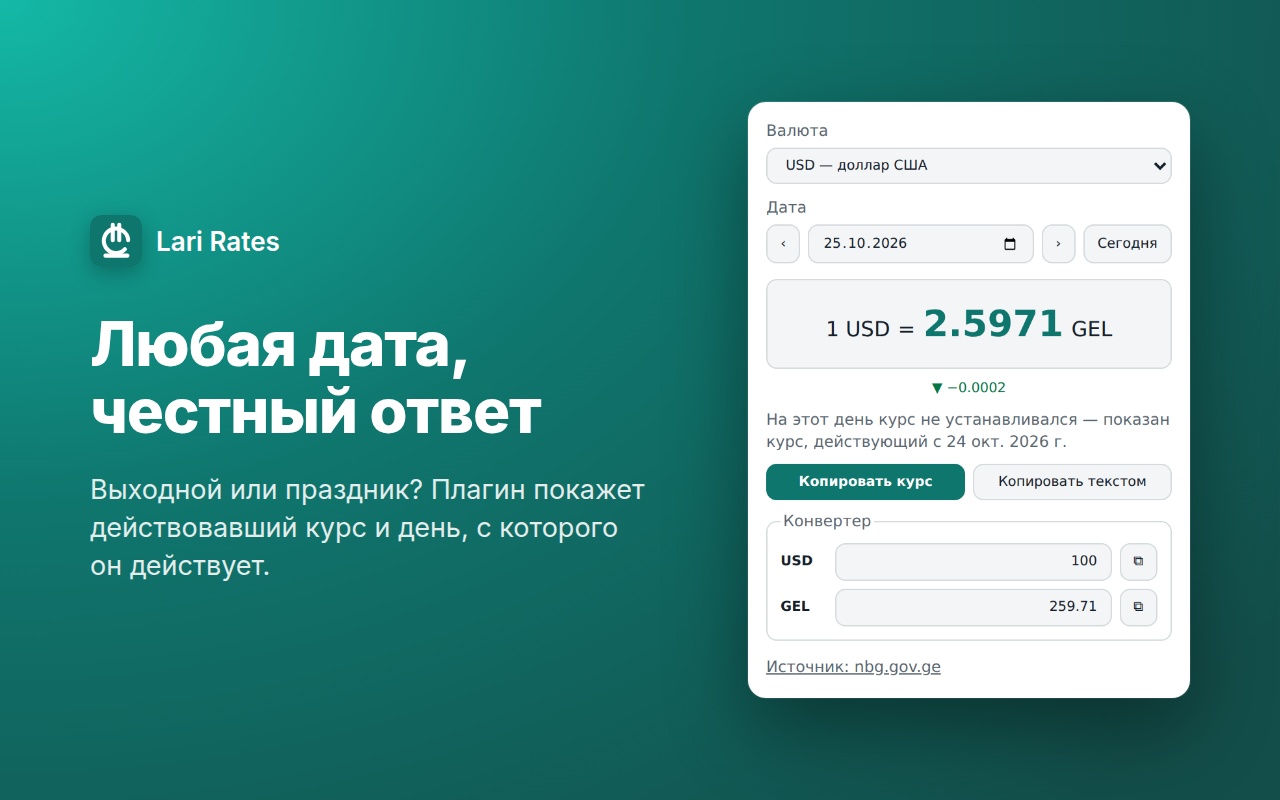 Lari Rates
Любая дата,
честный ответ
Выходной или праздник? Плагин покажет
действовавший курс и день, с которого
он действует.
Валюта
USD — доллар США
Дата
‹ 25.10.2026 › Сегодня
1 USD = 2.5971 GEL
▼ −0.0002
На этот день курс не устанавливался — показан
курс, действующий с 24 окт. 2026 г.
Копировать курс Копировать текстом
Конвертер
USD 100
GEL 259.71
Источник: nbg.gov.ge